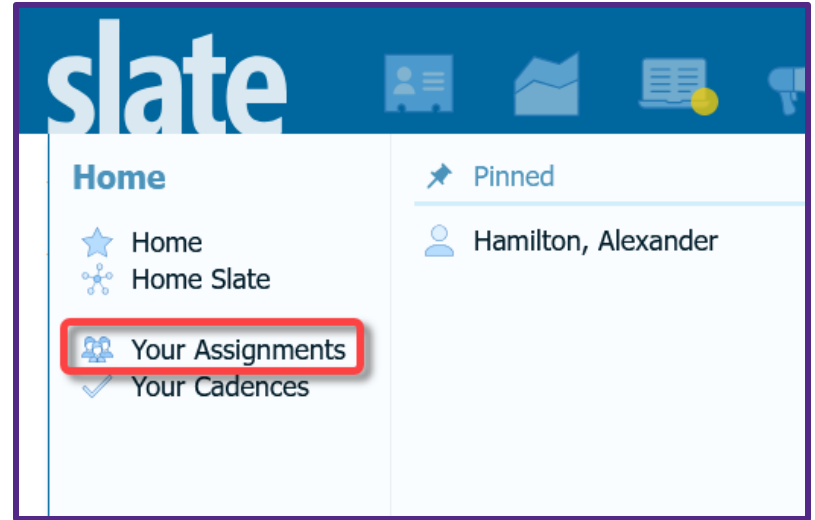 slate
Home
Home
Home Slate
Your Assignments
Your Cadences
Pinned
Hamilton, Alexander